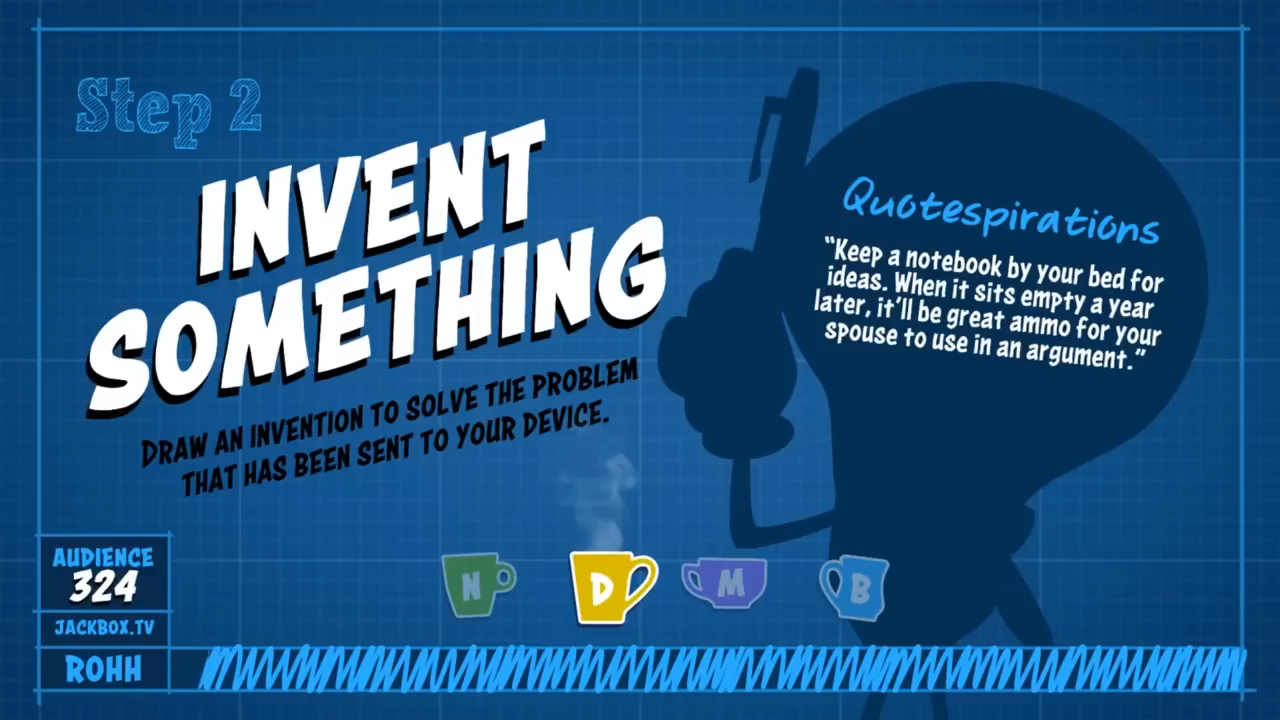 Step 2
INVENT
SOMETHING
DRAW AN INVENTION TO SOLVE THE PROBLEM
THAT HAS BEEN SENT TO YOUR DEVICE.
Quotespirations
"Keep a notebook by your bed for
ideas. When it sits empty a year
later, it'll be great ammo for your
spouse to use in an argument."
N
D
M
B
AUDIENCE
324
JACKBOX.TV
ROHH